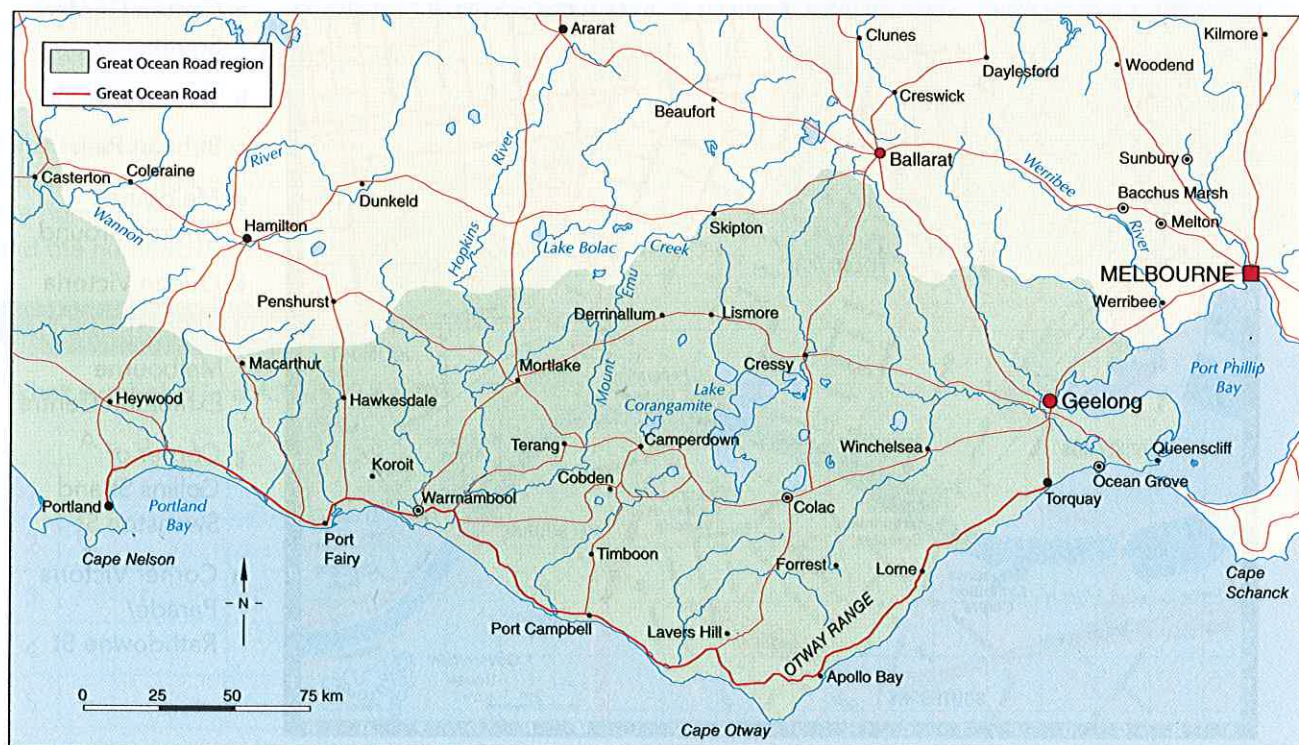 Great Ocean Road region
Great Ocean Road
Ararat
Clunes
Kilmore
Daylesford
Woodend
Beaufort
Creswick
River
River
Ballarat
Werribee
Sunbury
Casterton
Coleraine
Dunkeld
Bacchus Marsh
Wannon
Hamilton
Hopkins
Skipton
River
Melton
Lake Bolac
Creek
Emu
MELBOURNE
Penshurst
Derrinallum
Lismore
Werribee
Macarthur
Mortlake
Mount
Cressy
Port Phillip
Bay
Heywood
Hawkesdale
Lake
Corangamite
Geelong
Terang
Camperdown
Winchelsea
Queenscliff
Koroit
Cobden
Ocean Grove
Portland
Portland
Bay
Warrnambool
Colac
Torquay
Cape Nelson
Port
Fairy
Timboon
Forrest
Lorne
Cape
Schanck
N
Port Campbell
Lavers Hill
OTWAY RANGE
Apollo Bay
0 25 50 75 km
Cape Otway